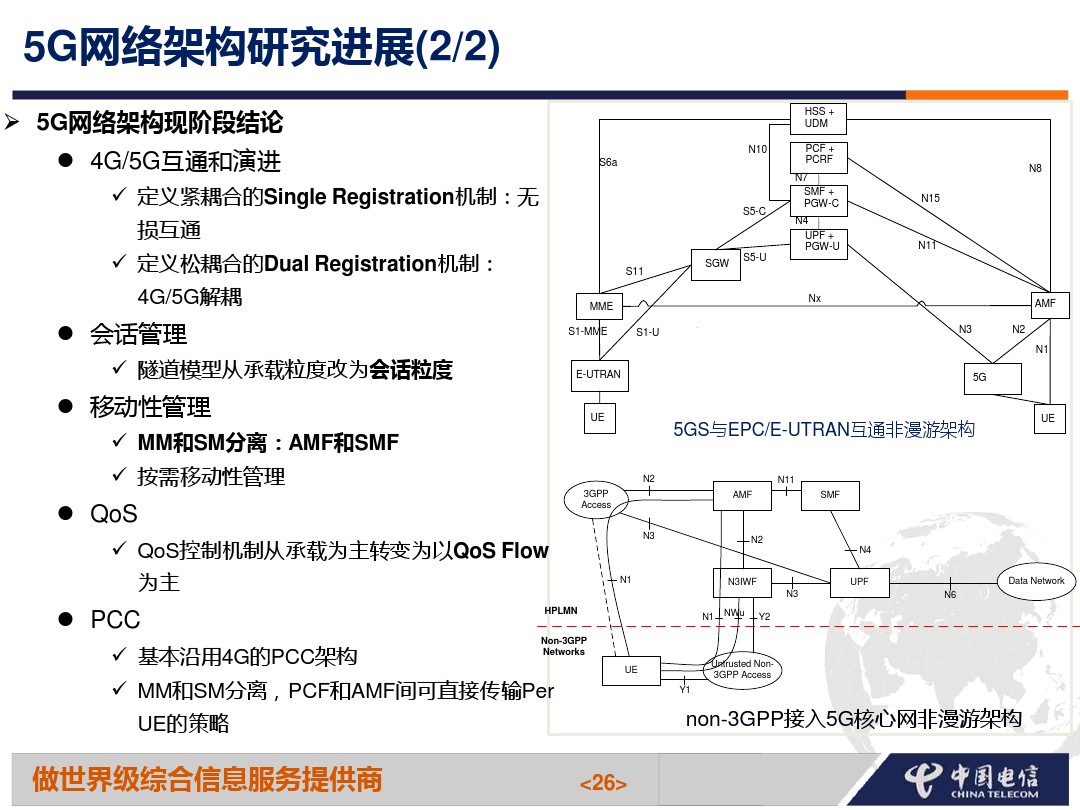 5G网络架构研究进展(2/2)
5G网络架构现阶段结论
4G/5G互通和演进
定义紧耦合的Single Registration机制：无
损互通
定义松耦合的Dual Registration机制：
4G/5G解耦
会话管理
隧道模型从承载粒度改为会话粒度
移动性管理
MM和SM分离：AMF和SMF
按需移动性管理
QoS
QoS控制机制从承载为主转变为以QoS Flow
为主
PCC
基本沿用4G的PCC架构
MM和SM分离，PCF和AMF间可直接传输Per
UE的策略
HSS +
UDM
N10
PCF +
PCRF
S6a
N8
N7
SMF +
PGW-C
N15
S5-C
N4
UPF +
PGW-U
N11
SGW
S5-U
S11
MME
Nx
AMF
S1-MME
S1-U
N3
N2
N1
E-UTRAN
5G
UE
UE
5GS与EPC/E-UTRAN互通非漫游架构
N2
N11
3GPP
Access
AMF
SMF
N3
N2
N4
N1
N3IWF
N3
UPF
N6
Data Network
HPLMN
N1
NWu
Y2
Non-3GPP
Networks
UE
Untrusted Non-
3GPP Access
Y1
non-3GPP接入5G核心网非漫游架构
做世界级综合信息服务提供商
<26>
中国电信
CHINA TELECOM